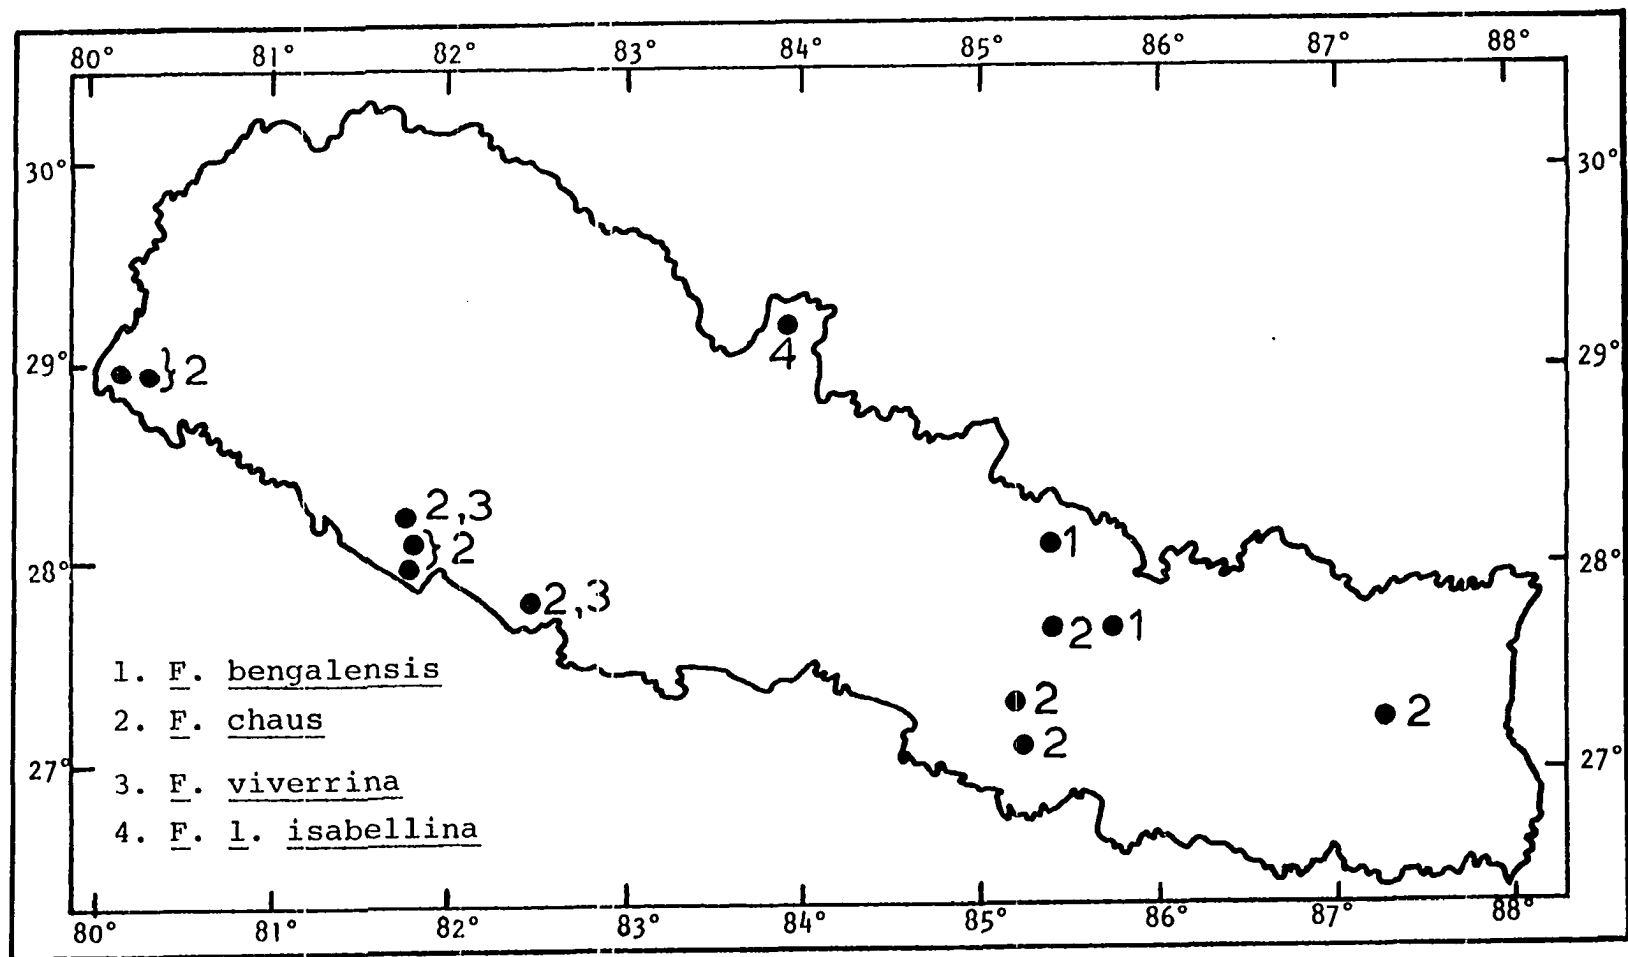 80° 81° 82° 83° 84° 85° 86° 87° 88°
30° 30°
4
29° 29°
2
2,3
1
2
28° 28°
2,3
2 1
1. F. bengalensis
2
2
2. F. chaus
2
27° 27°
3. F. viverrina
4. F. l. isabellina
80° 81° 82° 83° 84° 85° 86° 87° 88°